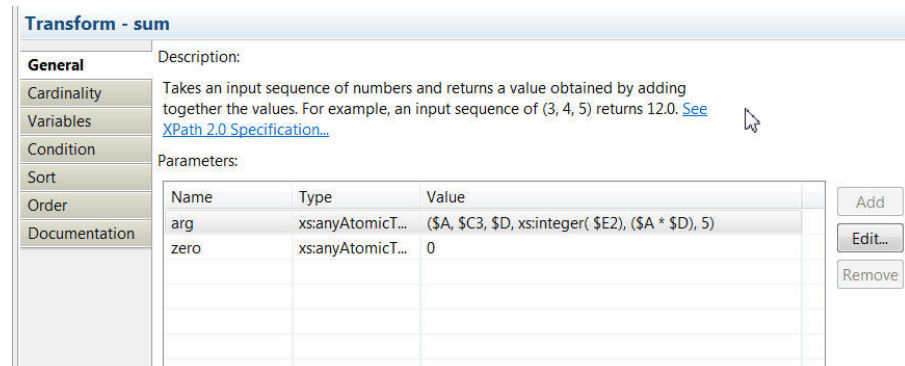 Transform - sum
General
Cardinality
Variables
Condition
Sort
Order
Documentation
Description:
Takes an input sequence of numbers and returns a value obtained by adding
together the values. For example, an input sequence of (3, 4, 5) returns 12.0. See
XPath 2.0 Specification...
Parameters:
Name Type Value
arg xs:anyAtomicT... ($A, $C3, $D, xs:integer( $E2), ($A * $D), 5)
zero xs:anyAtomicT... 0
Add
Edit...
Remove